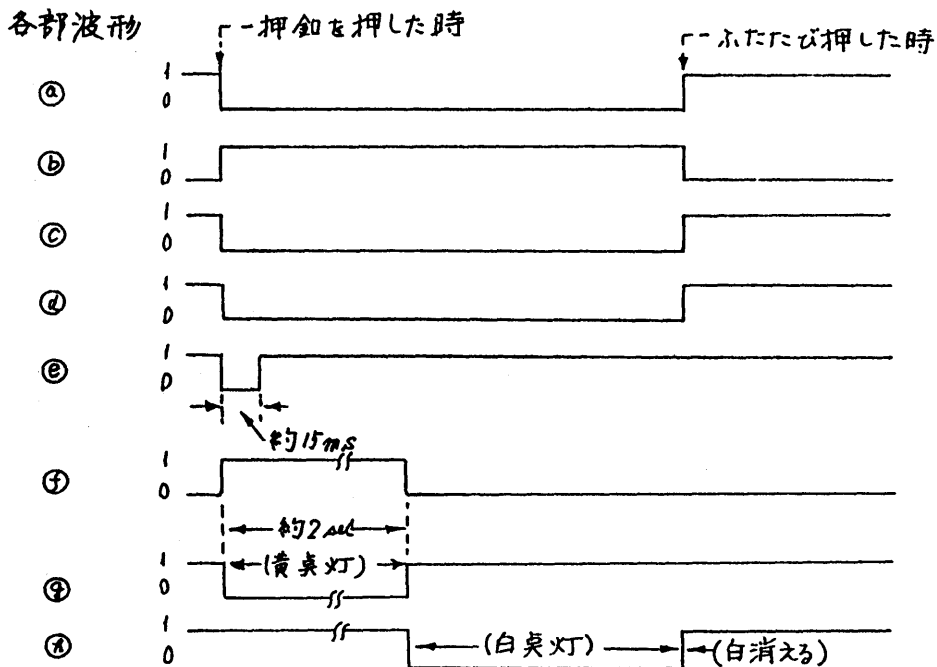 各部波形
押釦を押した時
ふたたび押した時
ⓐ 1 0
ⓑ 1 0
ⓒ 1 0
ⓓ 1 0
ⓔ 1 0
約15ms
ⓕ 1 0
約2sec
ⓖ 1 0 (黄点灯)
ⓗ 1 0 (白点灯) (白消える)